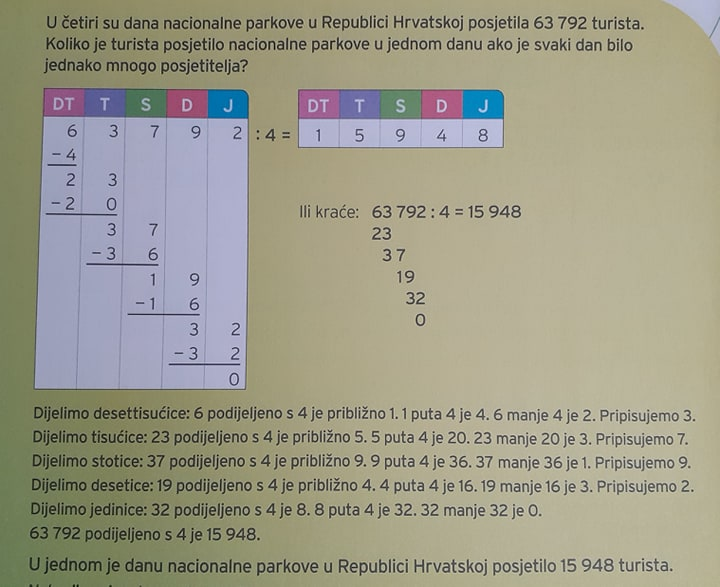 U četiri su dana nacionalne parkove u Republici Hrvatskoj posjetila 63 792 turista.
Koliko je turista posjetilo nacionalne parkove u jednom danu ako je svaki dan bilo
jednako mnogo posjetitelja?
DT T S D J DT T S D J
6 3 7 9 2 : 4 = 1 5 9 4 8
– 4
2 3
– 2 0
Ili kraće: 63 792 : 4 = 15 948
3 7
– 3 6
1 9
– 1 6
3 2
– 3 2
0
23
37
19
32
0
Dijelimo desettisućice: 6 podijeljeno s 4 je približno 1. 1 puta 4 je 4. 6 manje 4 je 2. Pripisujemo 3.
Dijelimo tisućice: 23 podijeljeno s 4 je približno 5. 5 puta 4 je 20. 23 manje 20 je 3. Pripisujemo 7.
Dijelimo stotice: 37 podijeljeno s 4 je približno 9. 9 puta 4 je 36. 37 manje 36 je 1. Pripisujemo 9.
Dijelimo desetice: 19 podijeljeno s 4 je približno 4. 4 puta 4 je 16. 19 manje 16 je 3. Pripisujemo 2.
Dijelimo jedinice: 32 podijeljeno s 4 je 8. 8 puta 4 je 32. 32 manje 32 je 0.
63 792 podijeljeno s 4 je 15 948.
U jednom je danu nacionalne parkove u Republici Hrvatskoj posjetilo 15 948 turista.